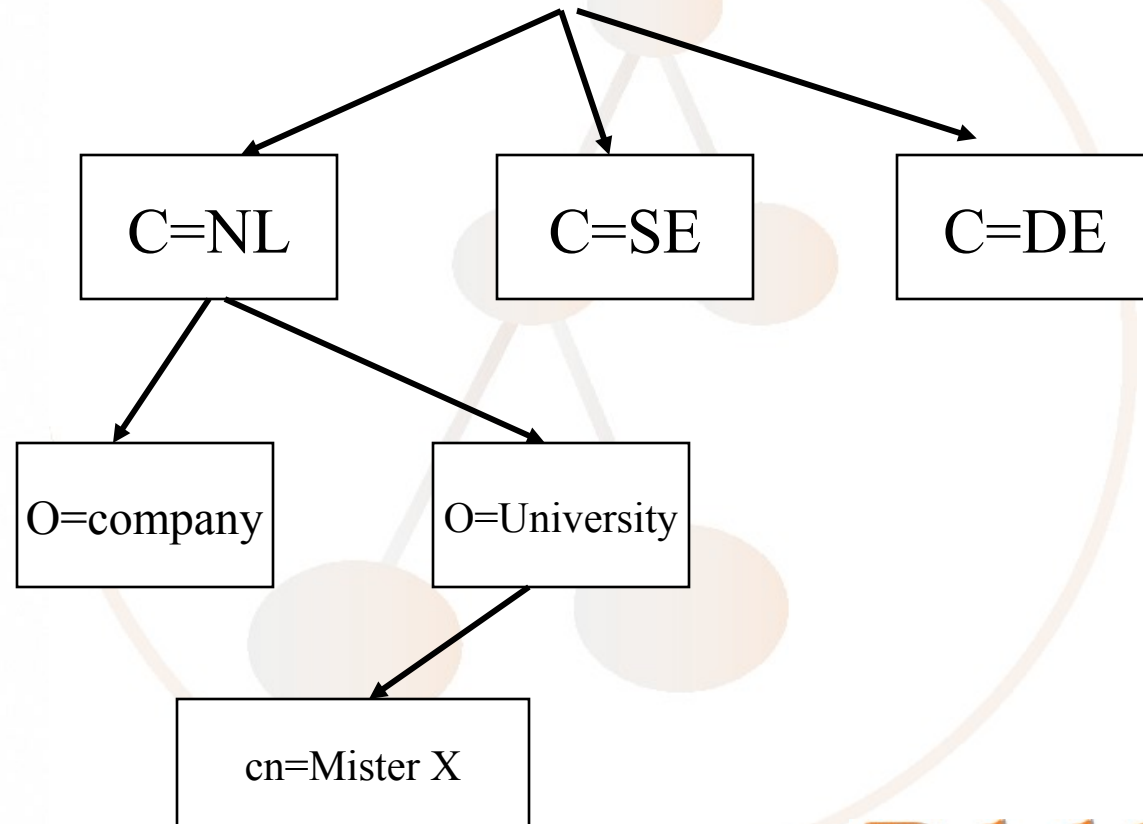 C=NL
C=SE
C=DE
O=company
O=University
cn=Mister X